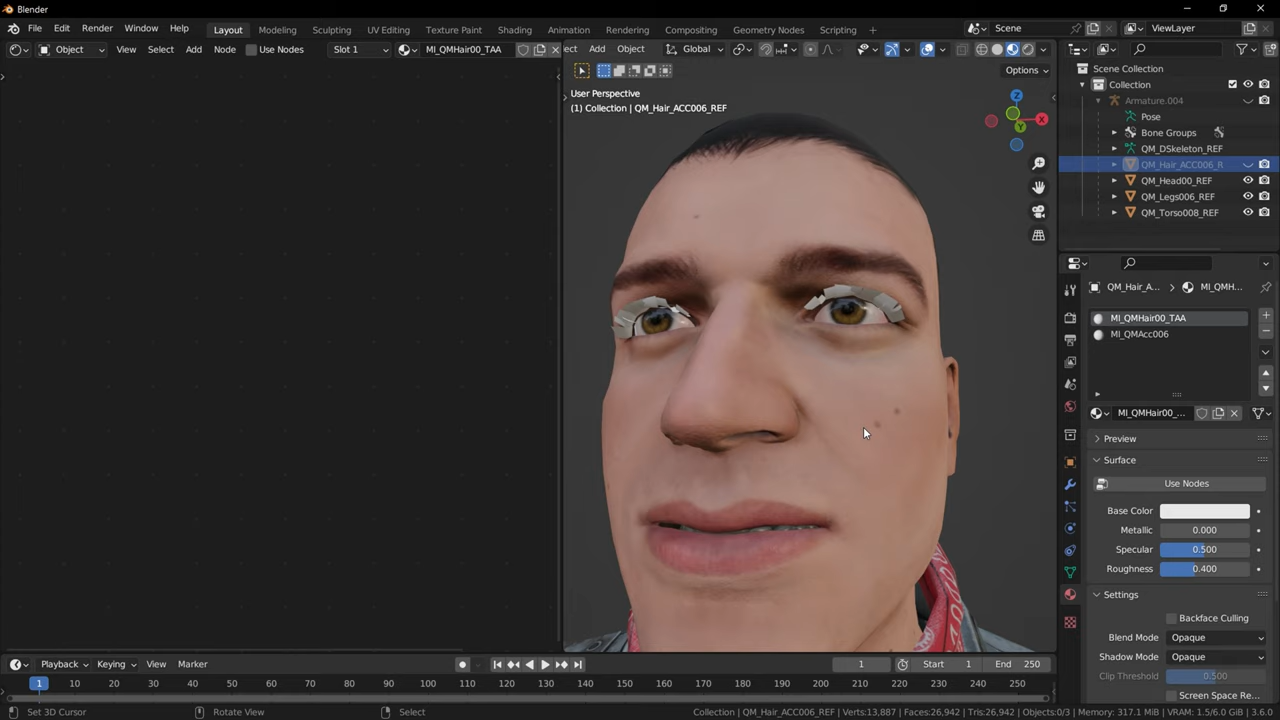 Blender
File Edit Render Window Help Layout Modeling Sculpting UV Editing Texture Paint Shading Animation Rendering Compositing Geometry Nodes Scripting + Scene ViewLayer
Object View Select Add Node Use Nodes Slot 1 MI_QMHair00_TAA ect Add Object Global
Options
User Perspective
(1) Collection | QM_Hair_ACC006_REF
Z
X
Y
Scene Collection
Collection
Armature.004
Pose
Bone Groups
QM_DSkeleton_REF
QM_Hair_ACC006_R
QM_Head00_REF
QM_Legs006_REF
QM_Torso008_REF
QM_Hair_A... MI_QMH...
MI_QMHair00_TAA
MI_QMAcc006
MI_QMHair00_...
Preview
Surface
Use Nodes
Base Color
Metallic 0.000
Specular 0.500
Roughness 0.400
Settings
Backface Culling
Blend Mode Opaque
Shadow Mode Opaque
Clip Threshold 0.500
Screen Space Re...
Playback Keying View Marker 1 Start 1 End 250
1 10 20 30 40 50 60 70 80 90 100 110 120 130 140 150 160 170 180 190 200 210 220 230 240 250
Set 3D Cursor Rotate View Select Collection | QM_Hair_ACC006_REF | Verts:13,887 | Faces:26,942 | Tris:26,942 | Objects:0/3 | Memory: 317.1 MiB | VRAM: 1.5/6.0 GiB | 3.6.0